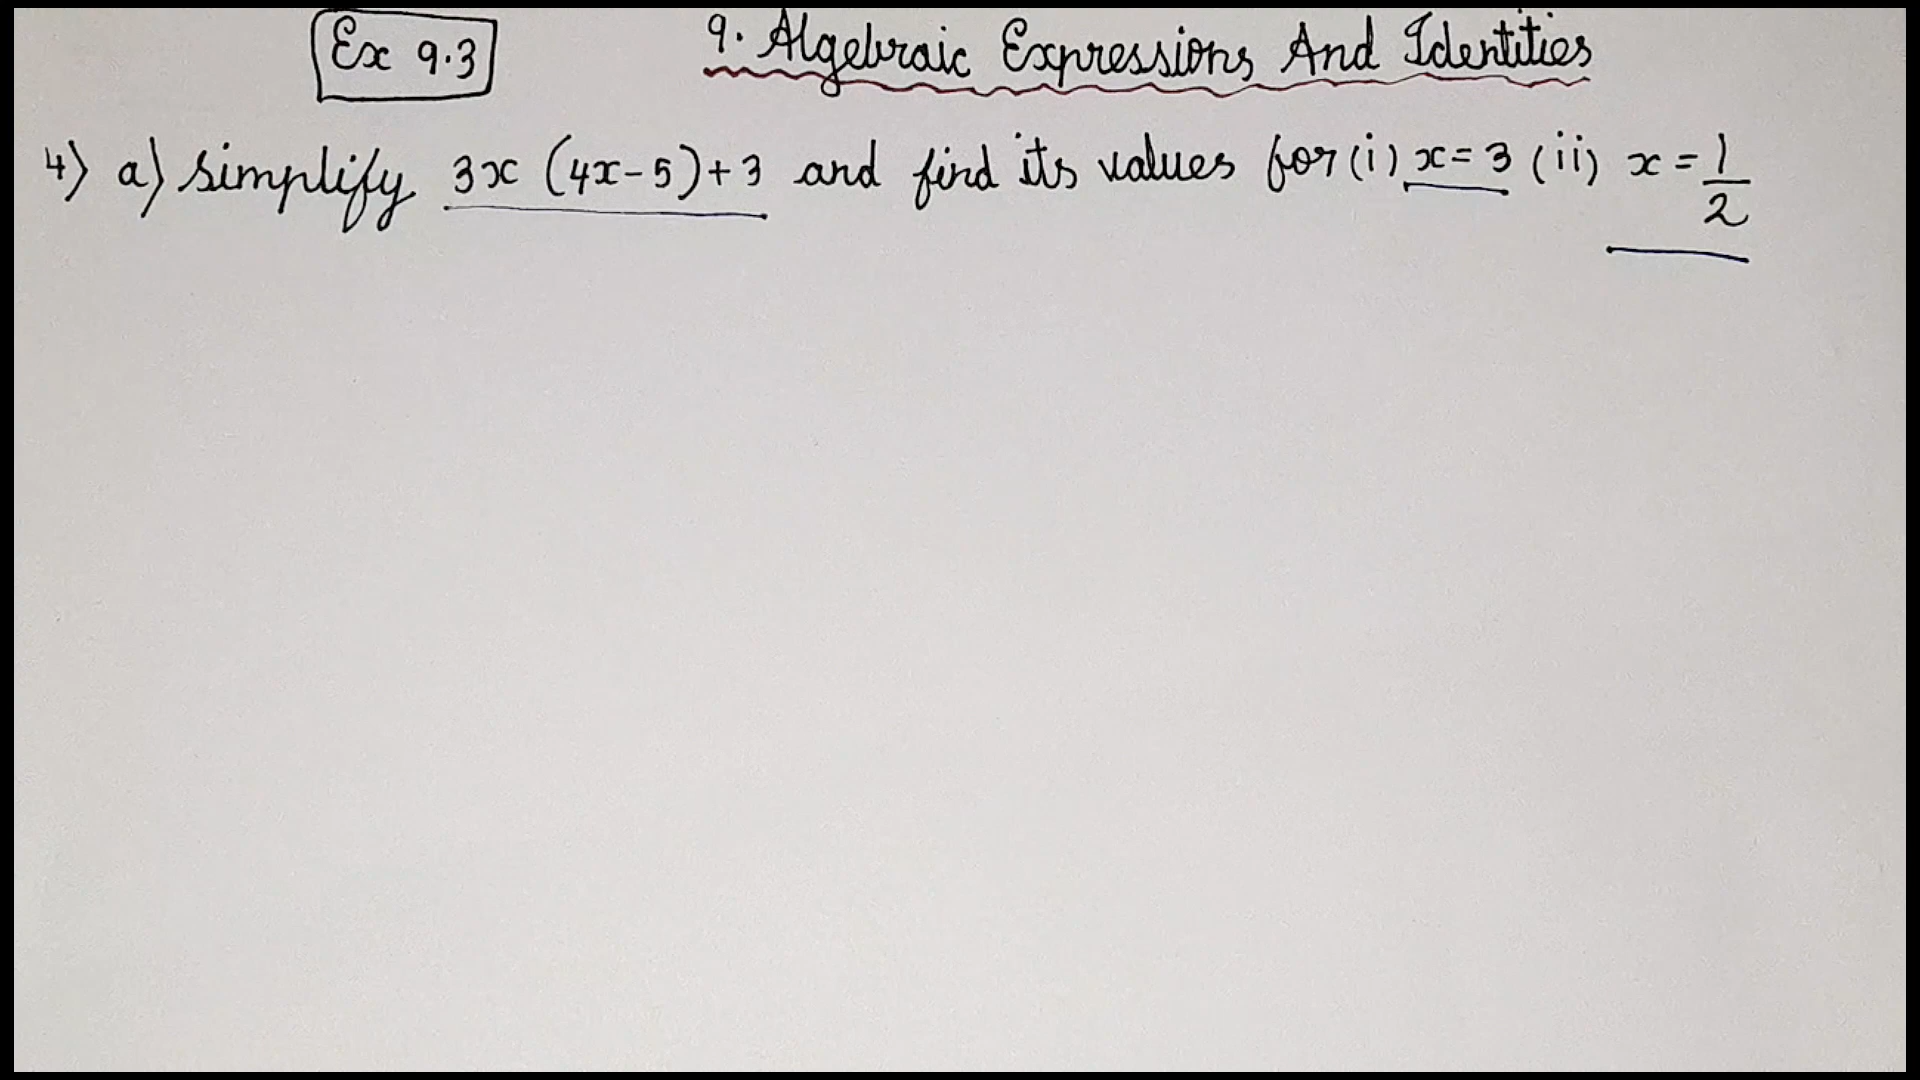 Ex 9.3
9. Algebraic Expressions And Identities
4) a) simplify 3x (4x-5)+3 and find its values for (i) x=3 (ii) x=1/2